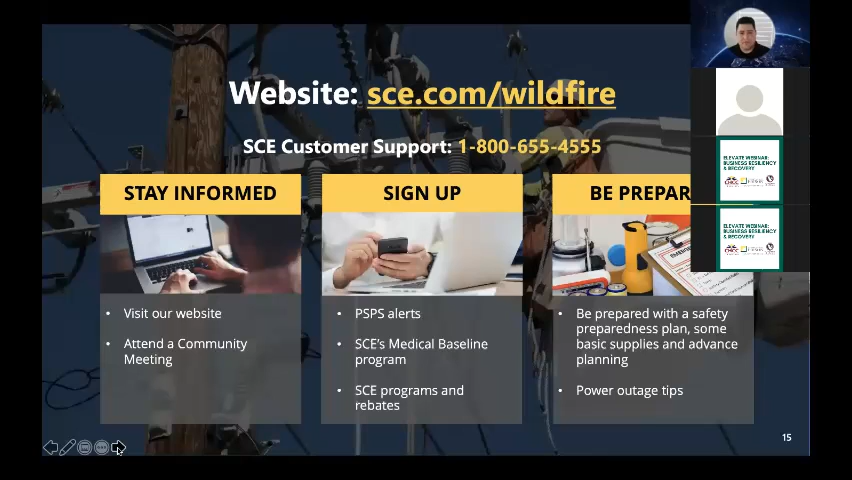 Website: sce.com/wildfire
SCE Customer Support: 1-800-655-4555
STAY INFORMED
• Visit our website
• Attend a Community
Meeting
SIGN UP
• PSPS alerts
• SCE's Medical Baseline
program
• SCE programs and
rebates
BE PREPAR
• Be prepared with a safety
preparedness plan, some
basic supplies and advance
planning
• Power outage tips
15
ELEVATE WEBINAR:
BUSINESS RESILIENCY
& RECOVERY
ELEVATE WEBINAR:
BUSINESS RESILIENCY
& RECOVERY